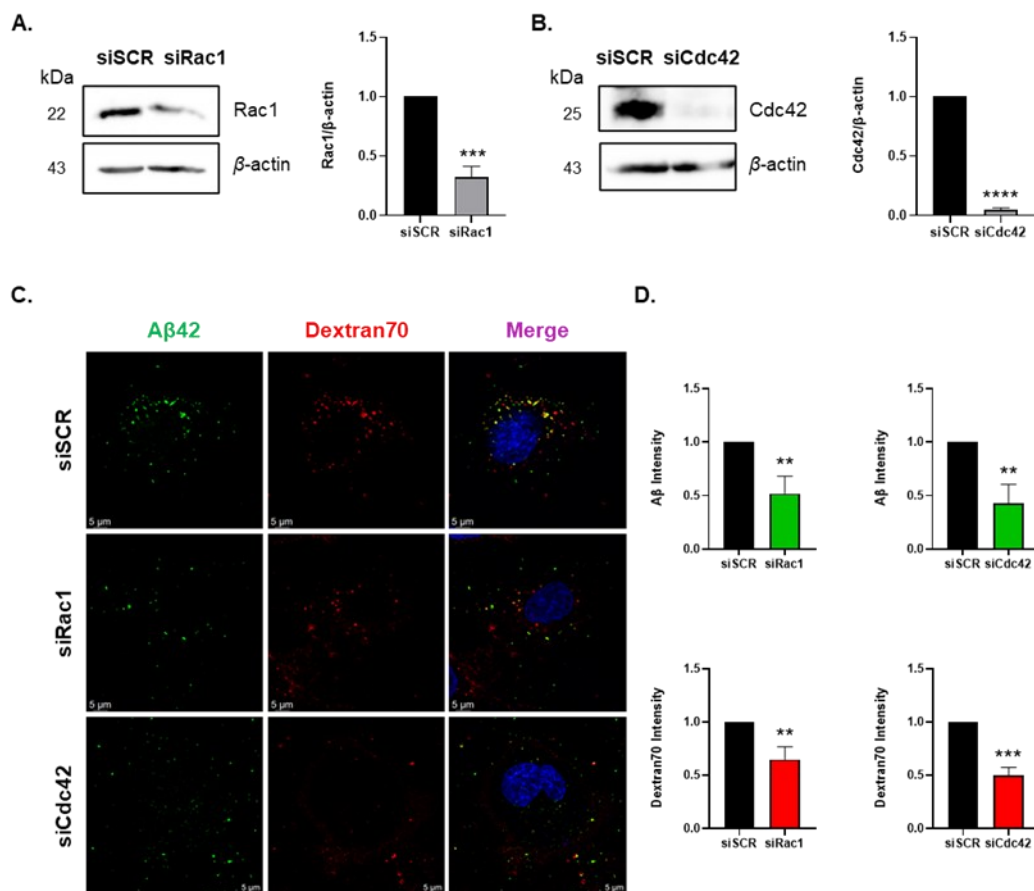 A.
siSCR siRac1
kDa
22
Rac1
43
β-actin
Rac1/β-actin
1.5
1.0
0.5
0.0
***
siSCR siRac1
B.
siSCR siCdc42
kDa
25
Cdc42
43
β-actin
Cdc42/β-actin
1.5
1.0
0.5
0.0
****
siSCR siCdc42
C.
Aβ42 Dextran70 Merge
siSCR
5 µm 5 µm 5 µm
siRac1
5 µm 5 µm 5 µm
siCdc42
5 µm 5 µm 5 µm
D.
Aβ Intensity
1.5
1.0
0.5
0.0
**
siSCR siRac1
Aβ Intensity
1.5
1.0
0.5
0.0
**
siSCR siCdc42
Dextran70 Intensity
1.5
1.0
0.5
0.0
**
siSCR siRac1
Dextran70 Intensity
1.5
1.0
0.5
0.0
***
siSCR siCdc42